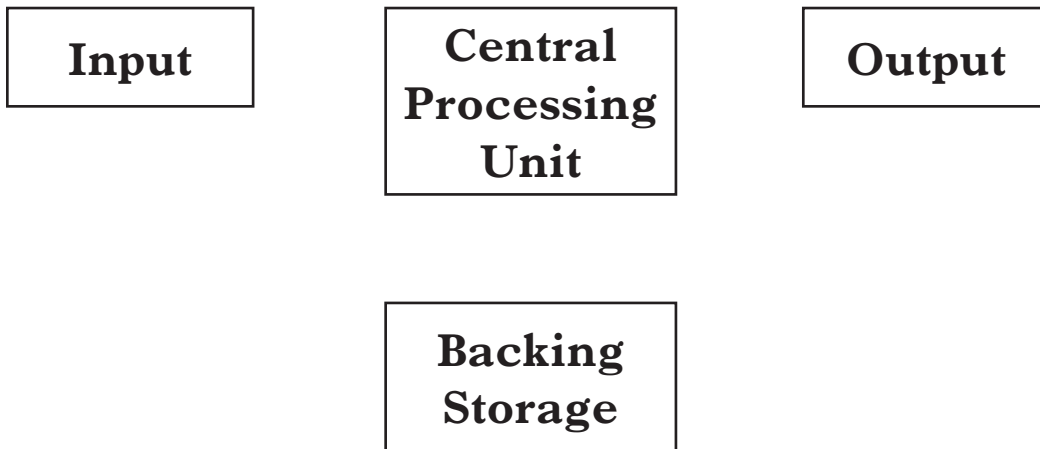 Input
Central
Processing
Unit
Output
Backing
Storage